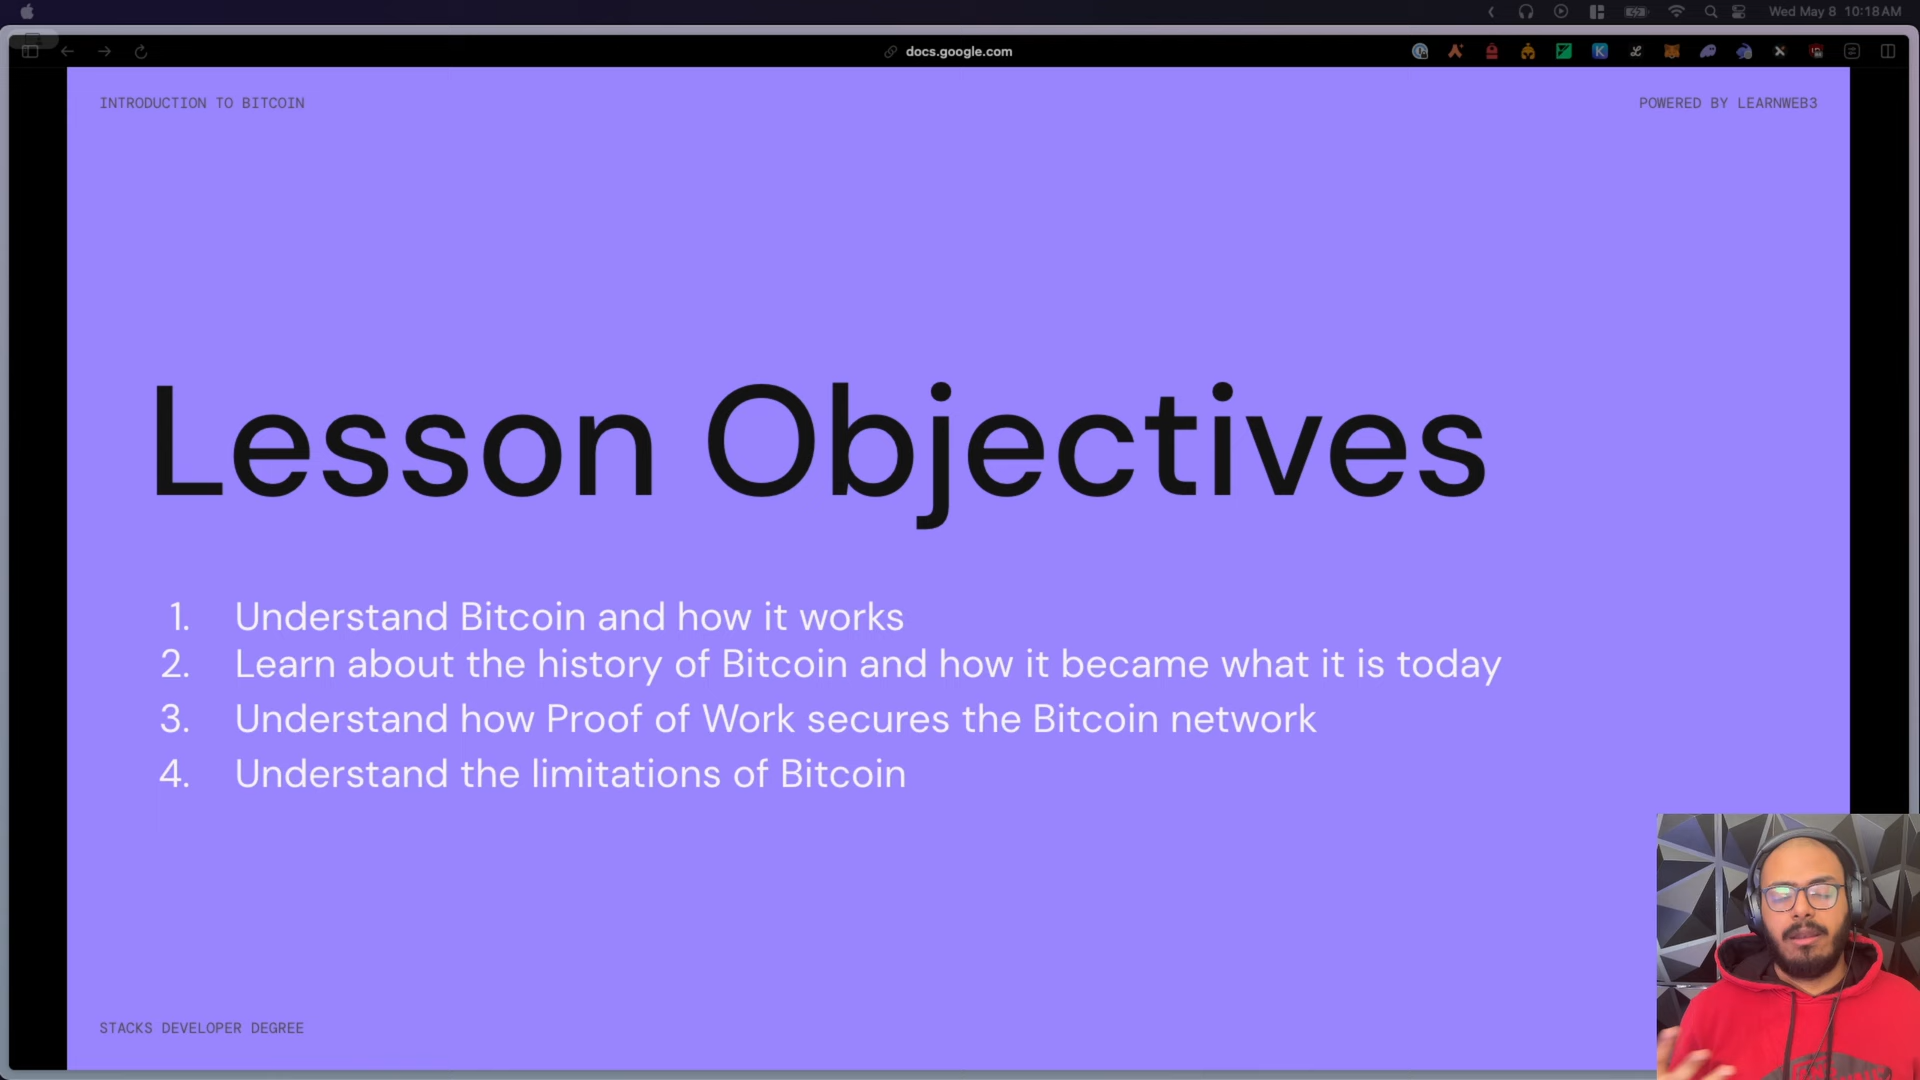 Wed May 8 10:18 AM
docs.google.com
INTRODUCTION TO BITCOIN
POWERED BY LEARNWEB3
Lesson Objectives
1. Understand Bitcoin and how it works
2. Learn about the history of Bitcoin and how it became what it is today
3. Understand how Proof of Work secures the Bitcoin network
4. Understand the limitations of Bitcoin
STACKS DEVELOPER DEGREE